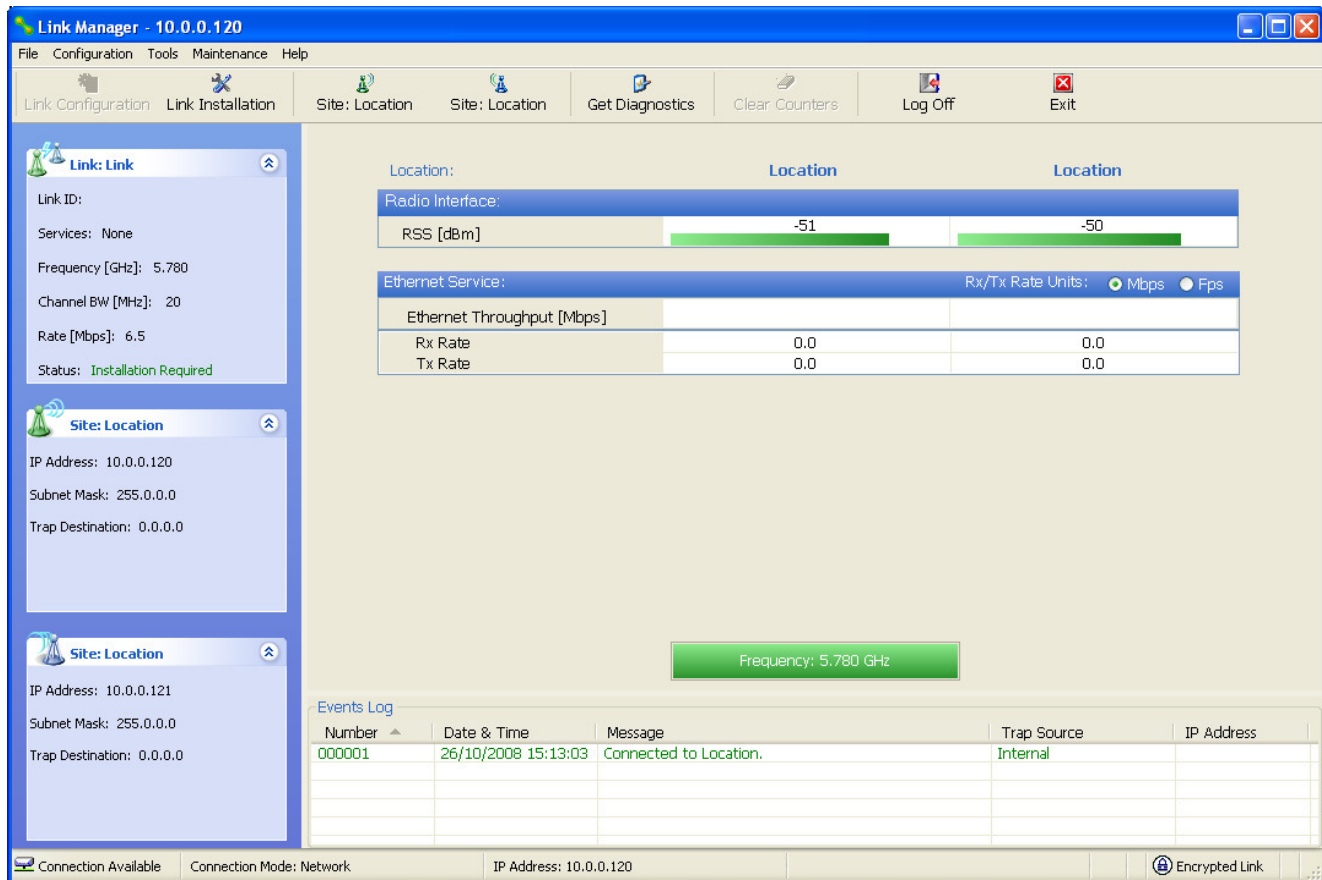 Link Manager - 10.0.0.120
File Configuration Tools Maintenance Help
Link Configuration Link Installation Site: Location Site: Location Get Diagnostics Clear Counters Log Off Exit
Link: Link
Link ID:
Services: None
Frequency [GHz]: 5.780
Channel BW [MHz]: 20
Rate [Mbps]: 6.5
Status: Installation Required
Site: Location
IP Address: 10.0.0.120
Subnet Mask: 255.0.0.0
Trap Destination: 0.0.0.0
Site: Location
IP Address: 10.0.0.121
Subnet Mask: 255.0.0.0
Trap Destination: 0.0.0.0
Location: Location Location
Radio Interface:
RSS [dBm] -51 -50
Ethernet Service: Rx/Tx Rate Units: Mbps Fps
Ethernet Throughput [Mbps]
Rx Rate 0.0 0.0
Tx Rate 0.0 0.0
Frequency: 5.780 GHz
Events Log
Number Date & Time Message Trap Source IP Address
000001 26/10/2008 15:13:03 Connected to Location. Internal
Connection Available Connection Mode: Network IP Address: 10.0.0.120 Encrypted Link